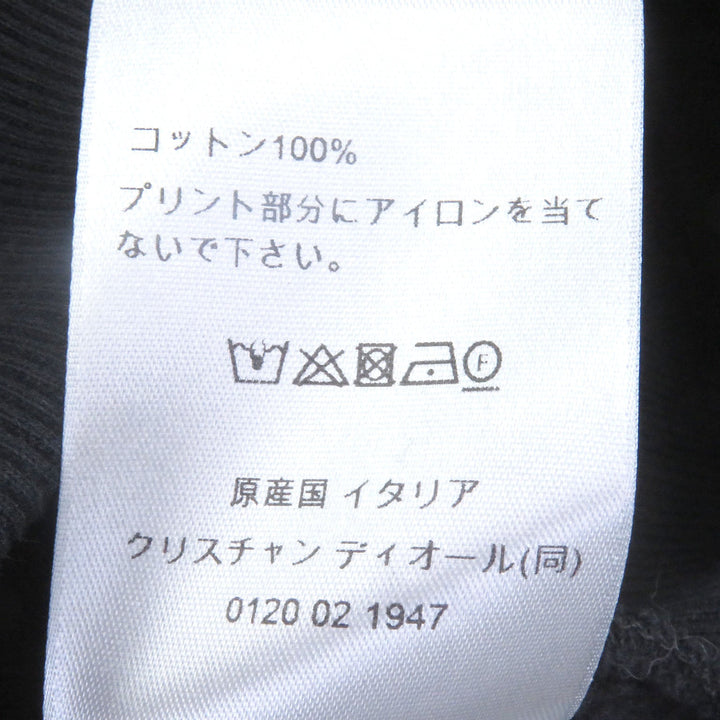 コットン100%
プリント部分にアイロンを当て
ないで下さい。
F
原産国 イタリア
クリスチャン ディオール(同)
0120 02 1947